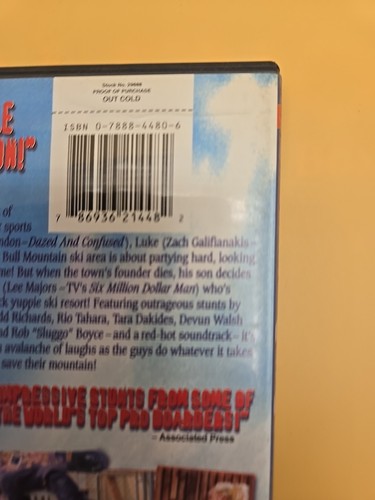 PROOF OF PURCHASE
OUT COLD
ISBN 0-7888-4480-6
LE
ON!"
7 86936 21448 2
of
sports
ndon–Dazed And Confused), Luke (Zach Galifianakis–
Bull Mountain ski area is about partying hard, looking
me! But when the town's founder dies, his son decides
(Lee Majors – TV's Six Million Dollar Man) who's
ck yuppie ski resort! Featuring outrageous stunts by
dd Richards, Rio Tahara, Tara Dakides, Devun Walsh
nd Rob "Sluggo" Boyce – and a red-hot soundtrack – it's
avalanche of laughs as the guys do whatever it takes
save their mountain!
IMPRESSIVE STUNTS FROM SOME OF
THE WORLD'S TOP PRO BOARDERS!"
– Associated Press